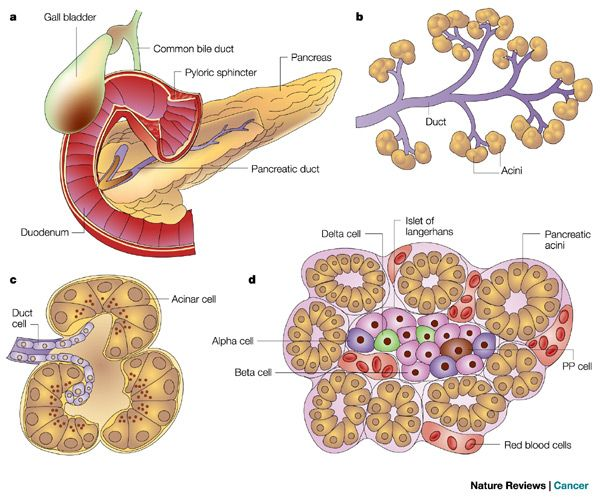 a
Gall bladder
Common bile duct
Pyloric sphincter
Pancreas
Pancreatic duct
Duodenum
b
Duct
Acini
c
Duct
cell
Acinar cell
d
Delta cell
Islet of
langerhans
Pancreatic
acini
Alpha cell
Beta cell
PP cell
Red blood cells
Nature Reviews | Cancer